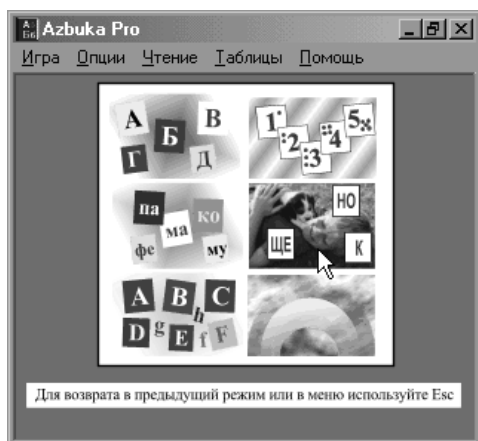 Azbuka Pro
Игра Опции Чтение Таблицы Помощь
А Б В
Г Д
1 2 3 4 5
па ма ко
фе му
НО
ЩЕ К
A B C
h
D g E f F
Для возврата в предыдущий режим или в меню используйте Esc